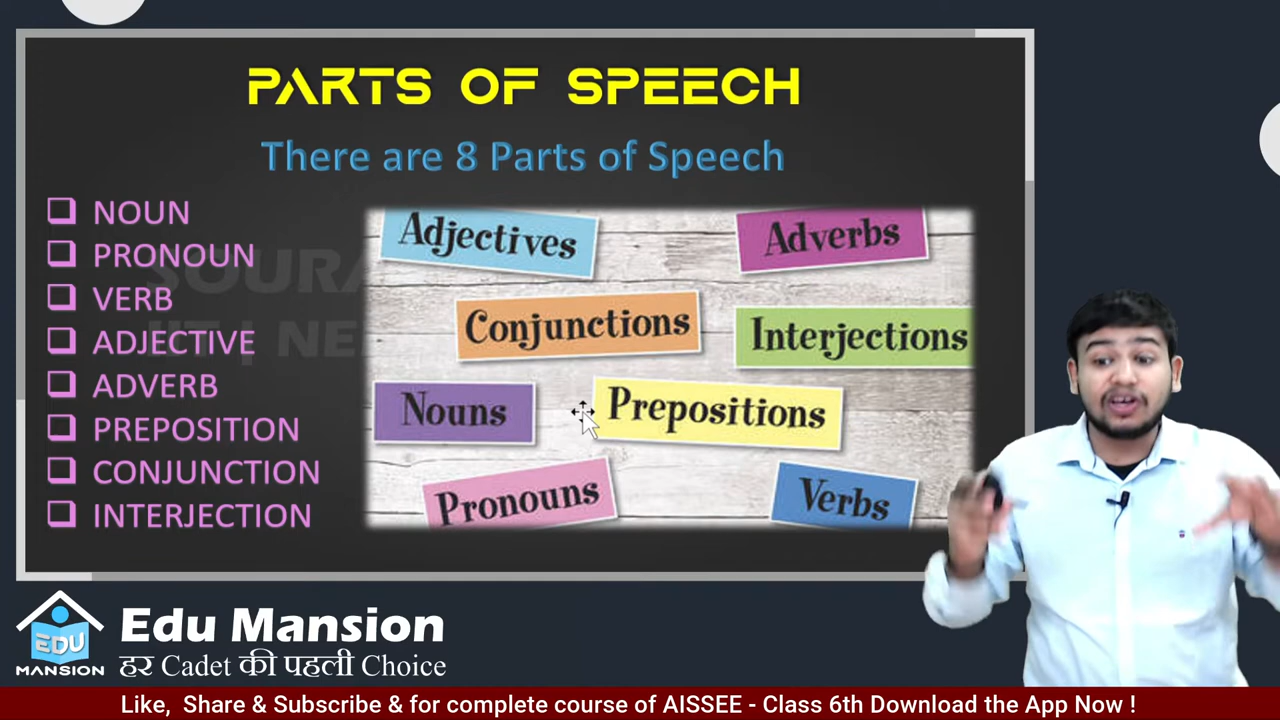 PARTS OF SPEECH
There are 8 Parts of Speech
NOUN
PRONOUN
VERB
ADJECTIVE
ADVERB
PREPOSITION
CONJUNCTION
INTERJECTION
Adjectives
Adverbs
Conjunctions
Interjections
Nouns
Prepositions
Pronouns
Verbs
EDU
MANSION
Edu Mansion
हर Cadet की पहली Choice
Like, Share & Subscribe & for complete course of AISSEE - Class 6th Download the App Now !